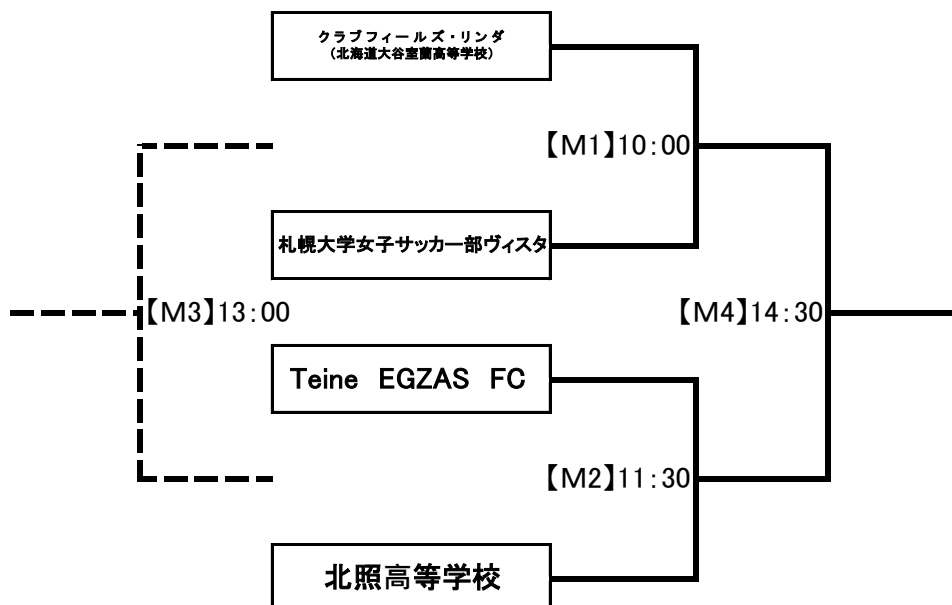 クラブフィールズ・リンダ
(北海道大谷室蘭高等学校)
【M1】10:00
札幌大学女子サッカー部ヴィスタ
【M3】13:00
【M4】14:30
Teine　EGZAS　FC
【M2】11:30
北照高等学校